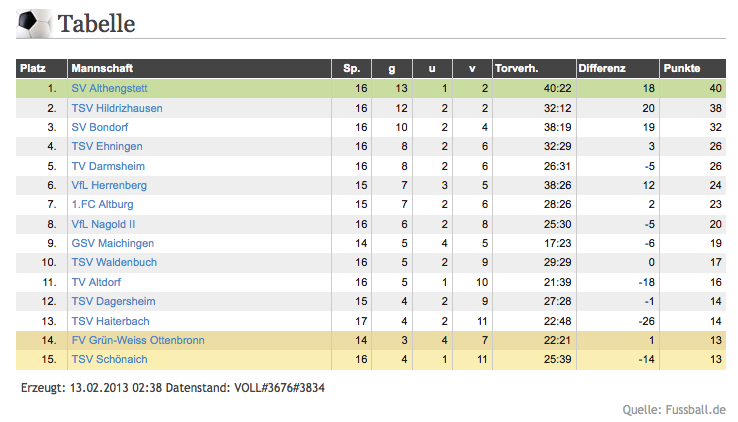 Tabelle
Platz Mannschaft Sp. g u v Torverh. Differenz Punkte
1. SV Althengstett 16 13 1 2 40:22 18 40
2. TSV Hildrizhausen 16 12 2 2 32:12 20 38
3. SV Bondorf 16 10 2 4 38:19 19 32
4. TSV Ehningen 16 8 2 6 32:29 3 26
5. TV Darmsheim 16 8 2 6 26:31 -5 26
6. VfL Herrenberg 15 7 3 5 38:26 12 24
7. 1.FC Altburg 15 7 2 6 28:26 2 23
8. VfL Nagold II 16 6 2 8 25:30 -5 20
9. GSV Maichingen 14 5 4 5 17:23 -6 19
10. TSV Waldenbuch 16 5 2 9 29:29 0 17
11. TV Altdorf 16 5 1 10 21:39 -18 16
12. TSV Dagersheim 15 4 2 9 27:28 -1 14
13. TSV Haiterbach 17 4 2 11 22:48 -26 14
14. FV Grün-Weiss Ottenbronn 14 3 4 7 22:21 1 13
15. TSV Schönaich 16 4 1 11 25:39 -14 13
Erzeugt: 13.02.2013 02:38 Datenstand: VOLL#3676#3834
Quelle: Fussball.de